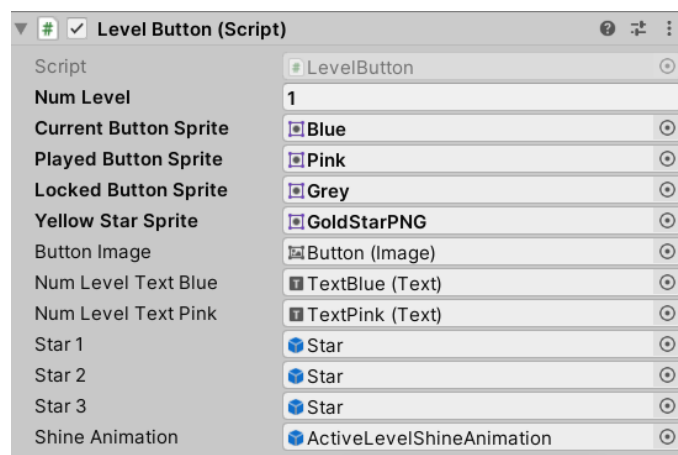 Level Button (Script)
Script LevelButton
Num Level 1
Current Button Sprite Blue
Played Button Sprite Pink
Locked Button Sprite Grey
Yellow Star Sprite GoldStarPNG
Button Image Button (Image)
Num Level Text Blue TextBlue (Text)
Num Level Text Pink TextPink (Text)
Star 1 Star
Star 2 Star
Star 3 Star
Shine Animation ActiveLevelShineAnimation